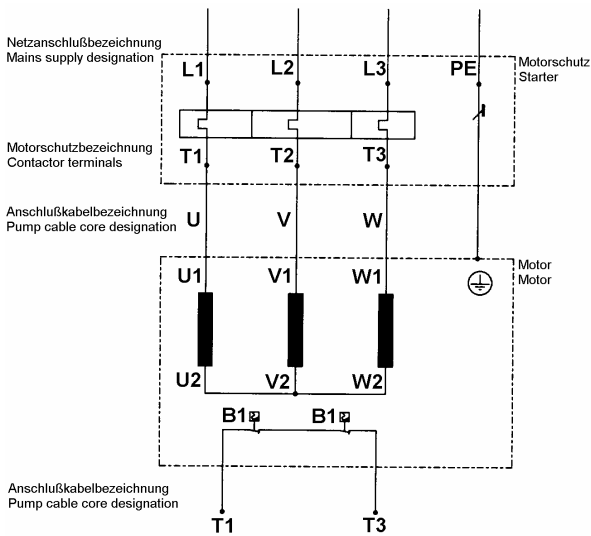 Netzanschlußbezeichnung
Mains supply designation
L1 L2 L3 PE
Motorschutz
Starter
Motorschutzbezeichnung
Contactor terminals
T1 T2 T3
Anschlußkabelbezeichnung
Pump cable core designation
U V W
Motor
Motor
U1 V1 W1
U2 V2 W2
B1 B1
Anschlußkabelbezeichnung
Pump cable core designation
T1 T3